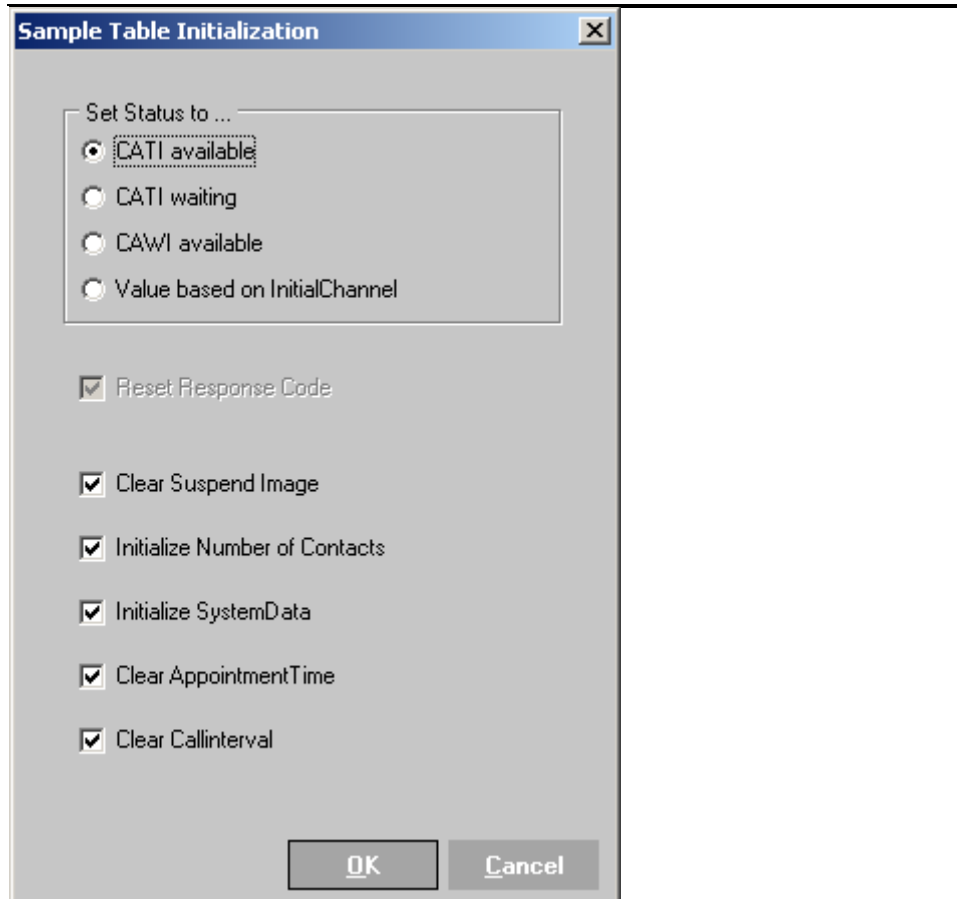 Sample Table Initialization
Set Status to ...
CATI available
CATI waiting
CAWI available
Value based on InitialChannel
Reset Response Code
Clear Suspend Image
Initialize Number of Contacts
Initialize SystemData
Clear AppointmentTime
Clear Callinterval
OK Cancel